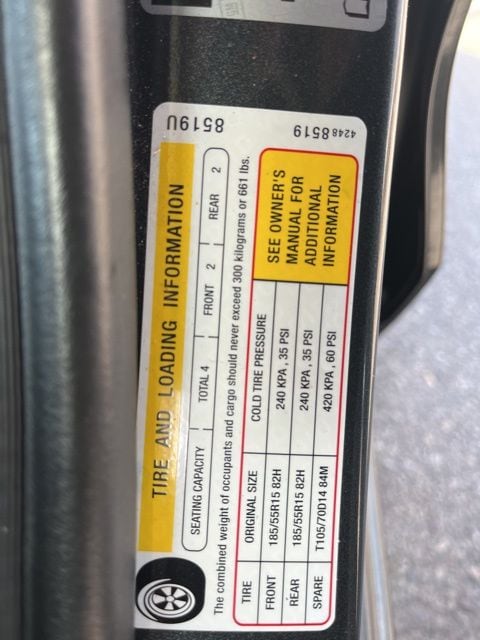 TIRE AND LOADING INFORMATION
SEATING CAPACITY TOTAL 4 FRONT 2 REAR 2
The combined weight of occupants and cargo should never exceed 300 kilograms or 661 lbs.
TIRE ORIGINAL SIZE COLD TIRE PRESSURE
FRONT 185/55R15 82H 240 KPA , 35 PSI
REAR 185/55R15 82H 240 KPA , 35 PSI
SPARE T105/70D14 84M 420 KPA , 60 PSI
SEE OWNER'S
MANUAL FOR
ADDITIONAL
INFORMATION
8519U
4248 8519
GM